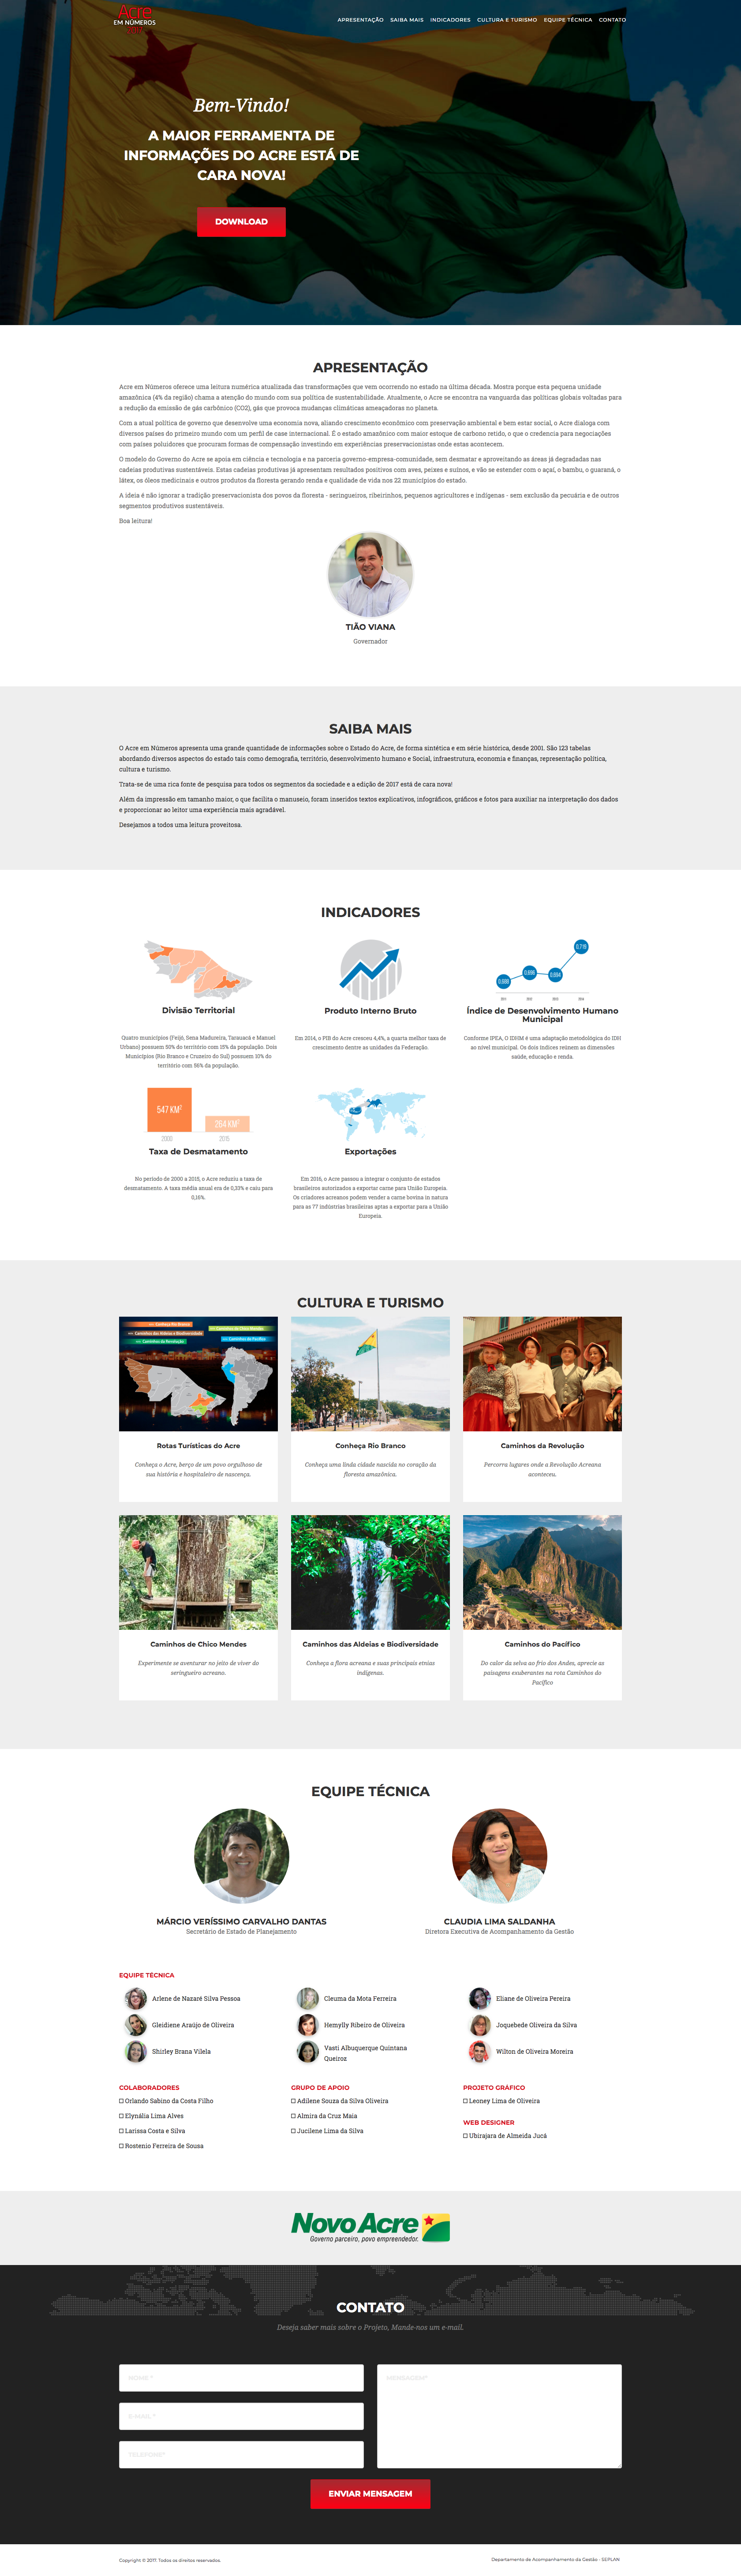 Acre
EM NÚMEROS
2017
APRESENTAÇÃO SAIBA MAIS INDICADORES CULTURA E TURISMO EQUIPE TÉCNICA CONTATO
Bem-Vindo!
A MAIOR FERRAMENTA DE
INFORMAÇÕES DO ACRE ESTÁ DE
CARA NOVA!
DOWNLOAD
APRESENTAÇÃO
Acre em Números oferece uma leitura numérica atualizada das transformações que vem ocorrendo no estado na última década. Mostra porque esta pequena unidade
amazônica (4% da região) chama a atenção do mundo com sua política de sustentabilidade. Atualmente, o Acre se encontra na vanguarda das políticas globais voltadas para
a redução da emissão de gás carbônico (CO2), gás que provoca mudanças climáticas ameaçadoras no planeta.
Com a atual política de governo que desenvolve uma economia nova, aliando crescimento econômico com preservação ambiental e bem estar social, o Acre dialoga com
diversos países do primeiro mundo com um perfil de case internacional. É o estado amazônico com maior estoque de carbono retido, o que o credencia para negociações
com países poluidores que procuram formas de compensação investindo em experiências preservacionistas onde estas acontecem.
O modelo do Governo do Acre se apoia em ciência e tecnologia e na parceria governo-empresa-comunidade, sem desmatar e aproveitando as áreas já degradadas nas
cadeias produtivas sustentáveis. Estas cadeias produtivas já apresentam resultados positivos com aves, peixes e suínos, e vão se estender com o açaí, o bambu, o guaraná, o
látex, os óleos medicinais e outros produtos da floresta gerando renda e qualidade de vida nos 22 municípios do estado.
A ideia é não ignorar a tradição preservacionista dos povos da floresta - seringueiros, ribeirinhos, pequenos agricultores e indígenas - sem exclusão da pecuária e de outros
segmentos produtivos sustentáveis.
Boa leitura!
TIÃO VIANA
Governador
SAIBA MAIS
O Acre em Números apresenta uma grande quantidade de informações sobre o Estado do Acre, de forma sintética e em série histórica, desde 2001. São 123 tabelas
abordando diversos aspectos do estado tais como demografia, território, desenvolvimento humano e Social, infraestrutura, economia e finanças, representação política,
cultura e turismo.
Trata-se de uma rica fonte de pesquisa para todos os segmentos da sociedade e a edição de 2017 está de cara nova!
Além da impressão em tamanho maior, o que facilita o manuseio, foram inseridos textos explicativos, infográficos, gráficos e fotos para auxiliar na interpretação dos dados
e proporcionar ao leitor uma experiência mais agradável.
Desejamos a todos uma leitura proveitosa.
INDICADORES
0,689 0,698 0,694 0,719
2011 2012 2013 2014
Divisão Territorial
Produto Interno Bruto
Índice de Desenvolvimento Humano
Municipal
Quatro municípios (Feijó, Sena Madureira, Tarauacá e Manuel
Urbano) possuem 50% do território com 15% da população. Dois
Municípios (Rio Branco e Cruzeiro do Sul) possuem 10% do
território com 56% da população.
Em 2014, o PIB do Acre cresceu 4,4%, a quarta melhor taxa de
crescimento dentre as unidades da Federação.
Conforme IPEA, O IDHM é uma adaptação metodológica do IDH
ao nível municipal. Os dois índices reúnem as dimensões
saúde, educação e renda.
547 KM²
264 KM²
2000 2015
Taxa de Desmatamento
Exportações
No período de 2000 a 2015, o Acre reduziu a taxa de
desmatamento. A taxa média anual era de 0,33% e caiu para
0,16%.
Em 2016, o Acre passou a integrar o conjunto de estados
brasileiros autorizados a exportar carne para União Europeia.
Os criadores acreanos podem vender a carne bovina in natura
para as 77 indústrias brasileiras aptas a exportar para a União
Europeia.
CULTURA E TURISMO
>>> Conheça Rio Branco
>>> Caminhos de Chico Mendes
>>> Caminhos das Aldeias e Biodiversidade
>>> Caminhos do Pacífico
>>> Caminhos da Revolução
Rotas Turísticas do Acre
Conheça o Acre, berço de um povo orgulhoso de
sua história e hospitaleiro de nascença.
Conheça Rio Branco
Conheça uma linda cidade nascida no coração da
floresta amazônica.
Caminhos da Revolução
Percorra lugares onde a Revolução Acreana
aconteceu.
Caminhos de Chico Mendes
Experimente se aventurar no jeito de viver do
seringueiro acreano.
Caminhos das Aldeias e Biodiversidade
Conheça a flora acreana e suas principais etnias
indígenas.
Caminhos do Pacífico
Do calor da selva ao frio dos Andes, aprecie as
paisagens exuberantes na rota Caminhos do
Pacífico
EQUIPE TÉCNICA
MÁRCIO VERÍSSIMO CARVALHO DANTAS
Secretário de Estado de Planejamento
CLAUDIA LIMA SALDANHA
Diretora Executiva de Acompanhamento da Gestão
EQUIPE TÉCNICA
Arlene de Nazaré Silva Pessoa
Cleuma da Mota Ferreira
Eliane de Oliveira Pereira
Gleidiene Araújo de Oliveira
Hemylly Ribeiro de Oliveira
Joquebede Oliveira da Silva
Shirley Brana Vilela
Vasti Albuquerque Quintana
Queiroz
Wilton de Oliveira Moreira
COLABORADORES
Orlando Sabino da Costa Filho
Elynália Lima Alves
Larissa Costa e Silva
Rostenio Ferreira de Sousa
GRUPO DE APOIO
Adilene Souza da Silva Oliveira
Almira da Cruz Maia
Jucilene Lima da Silva
PROJETO GRÁFICO
Leoney Lima de Oliveira
WEB DESIGNER
Ubirajara de Almeida Jucá
Novo Acre
Governo parceiro, povo empreendedor.
CONTATO
Deseja saber mais sobre o Projeto, Mande-nos um e-mail.
NOME *
E-MAIL *
TELEFONE*
MENSAGEM*
ENVIAR MENSAGEM
Copyright © 2017. Todos os direitos reservados.
Departamento de Acompanhamento da Gestão - SEPLAN